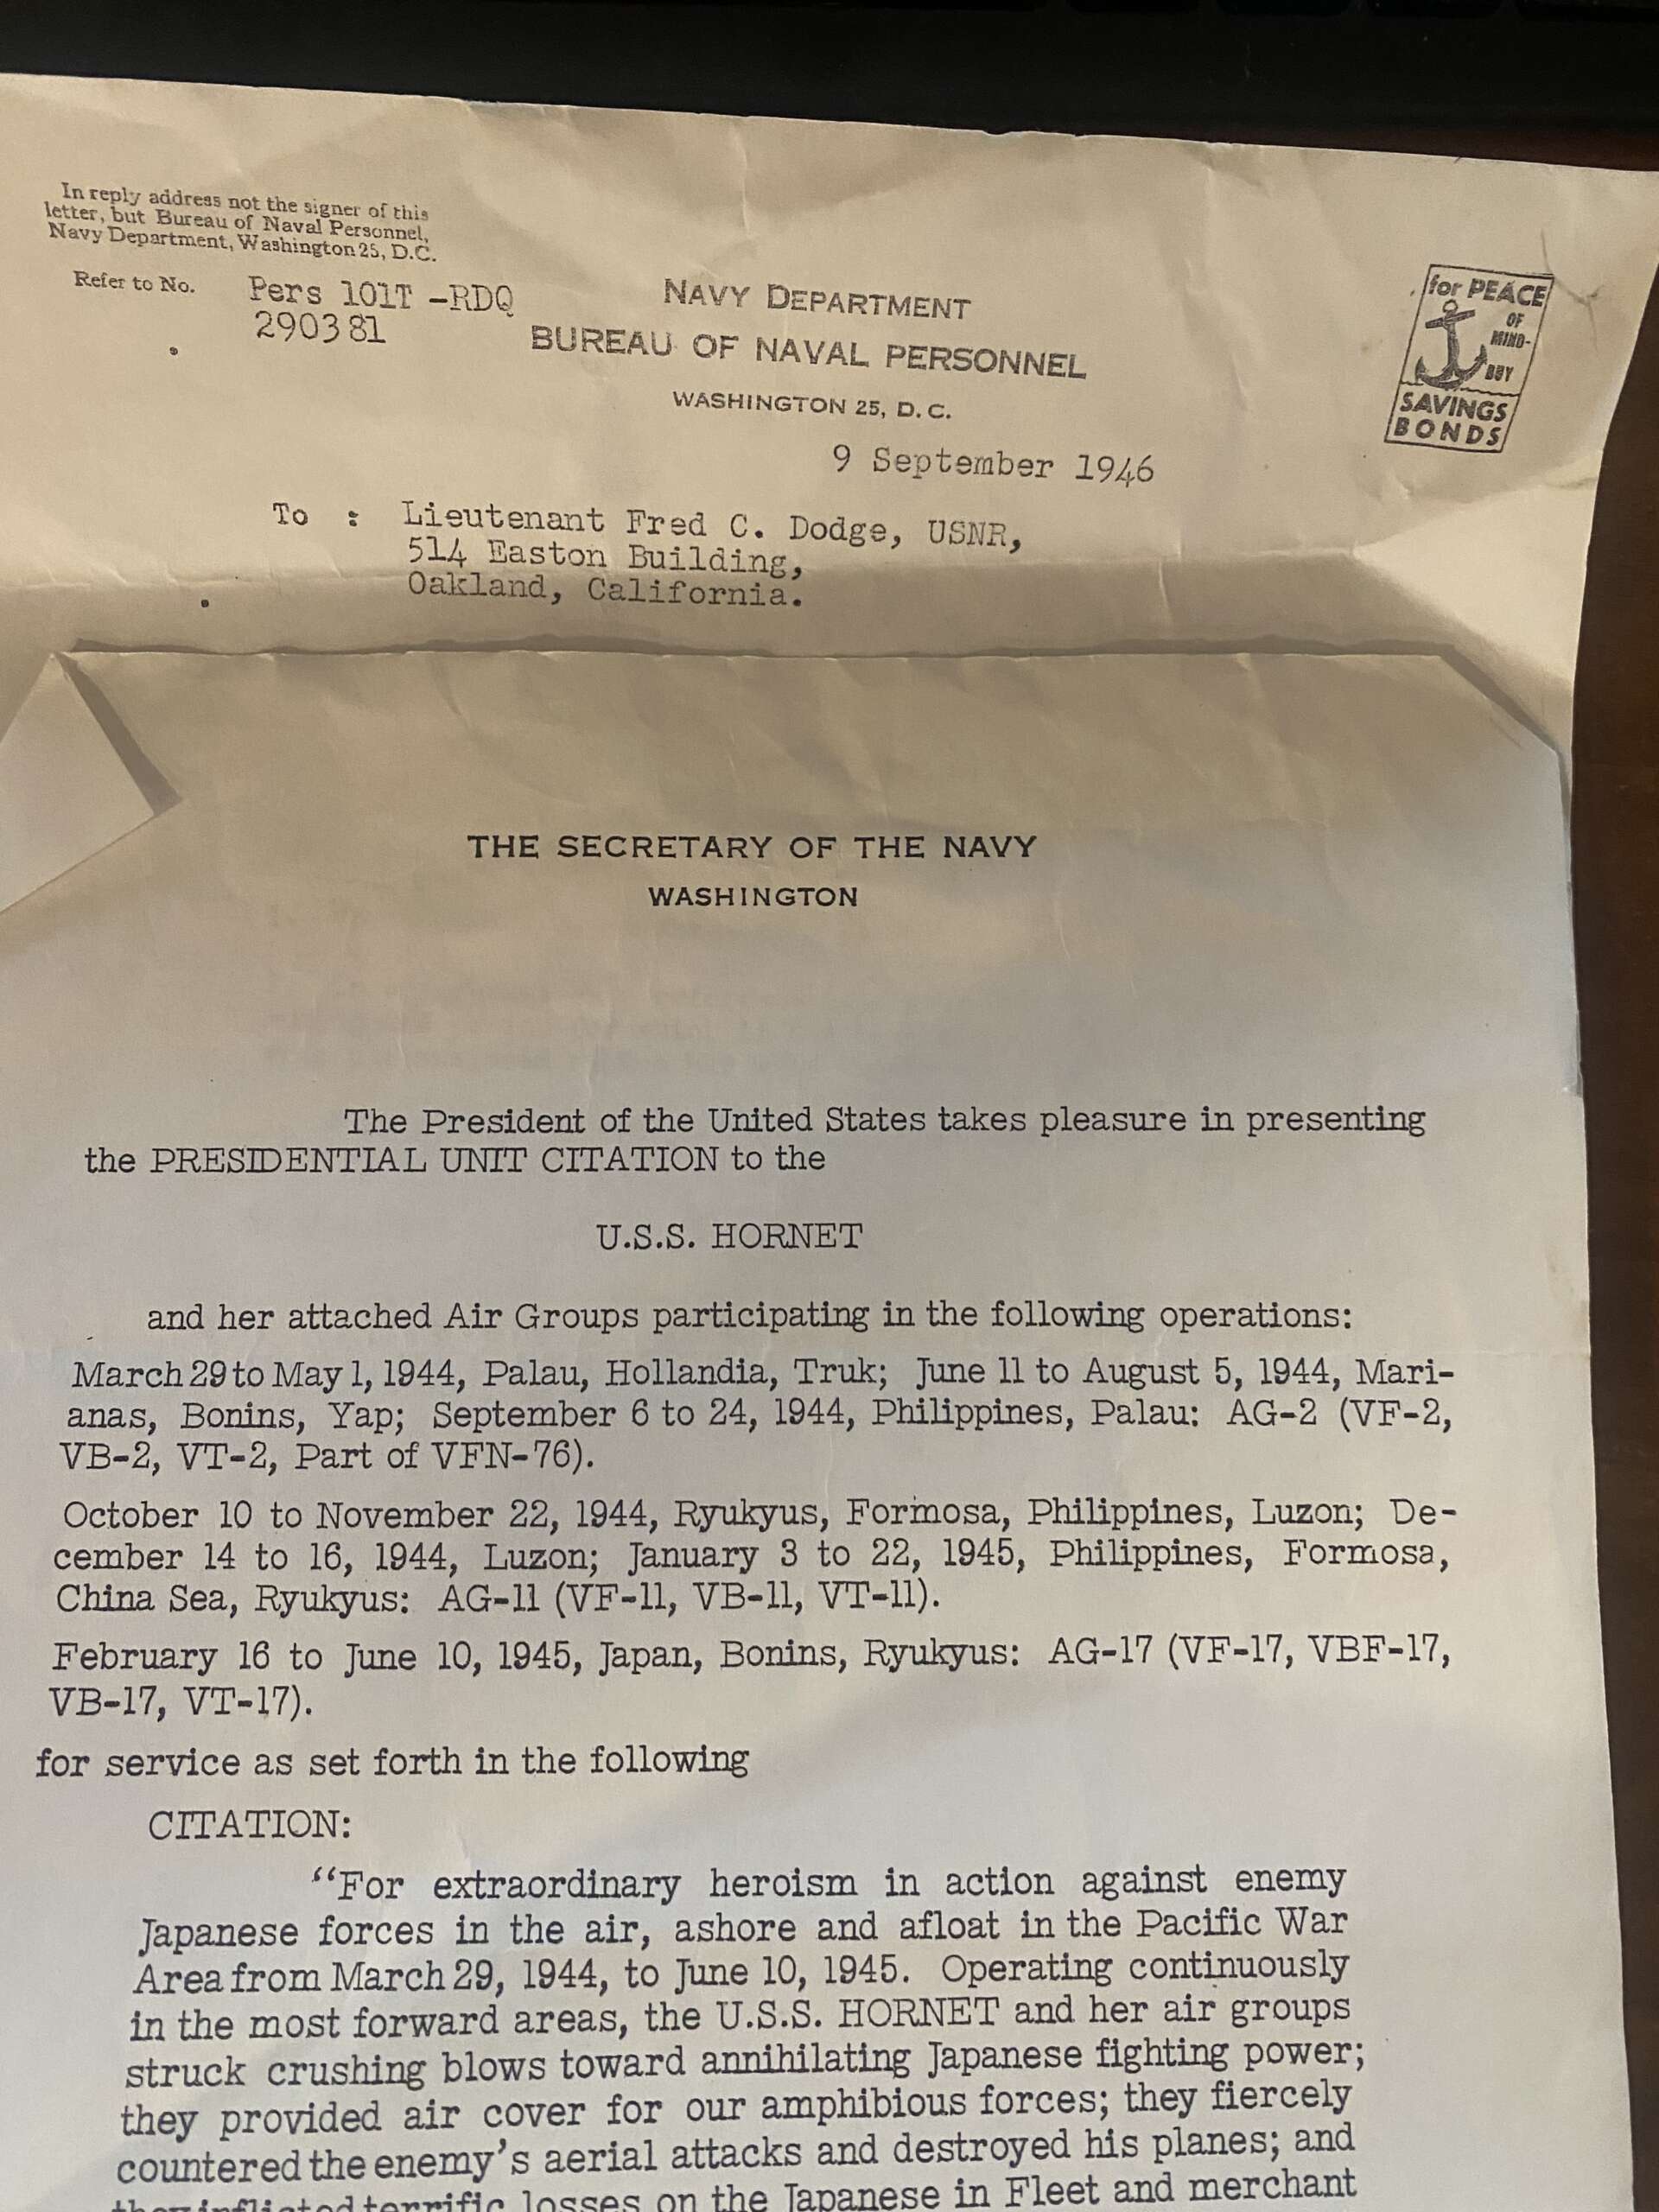 In reply address not the signer of this
letter, but Bureau of Naval Personnel,
Navy Department, Washington 25, D.C.
Refer to No. Pers 101T -RDQ
290381
NAVY DEPARTMENT
BUREAU OF NAVAL PERSONNEL
WASHINGTON 25, D.C.
for PEACE
OF
MIND-
BUY
SAVINGS
BONDS
9 September 1946
To : Lieutenant Fred C. Dodge, USNR,
514 Easton Building,
Oakland, California.
THE SECRETARY OF THE NAVY
WASHINGTON
The President of the United States takes pleasure in presenting
the PRESIDENTIAL UNIT CITATION to the
U.S.S. HORNET
and her attached Air Groups participating in the following operations:
March 29 to May 1, 1944, Palau, Hollandia, Truk; June 11 to August 5, 1944, Mari-
anas, Bonins, Yap; September 6 to 24, 1944, Philippines, Palau: AG-2 (VF-2,
VB-2, VT-2, Part of VFN-76).
October 10 to November 22, 1944, Ryukyus, Formosa, Philippines, Luzon; De-
cember 14 to 16, 1944, Luzon; January 3 to 22, 1945, Philippines, Formosa,
China Sea, Ryukyus: AG-11 (VF-11, VB-11, VT-11).
February 16 to June 10, 1945, Japan, Bonins, Ryukyus: AG-17 (VF-17, VBF-17,
VB-17, VT-17).
for service as set forth in the following
CITATION:
“For extraordinary heroism in action against enemy
Japanese forces in the air, ashore and afloat in the Pacific War
Area from March 29, 1944, to June 10, 1945. Operating continuously
in the most forward areas, the U.S.S. HORNET and her air groups
struck crushing blows toward annihilating Japanese fighting power;
they provided air cover for our amphibious forces; they fiercely
countered the enemy’s aerial attacks and destroyed his planes; and
they inflicted terrific losses on the Japanese in Fleet and merchant